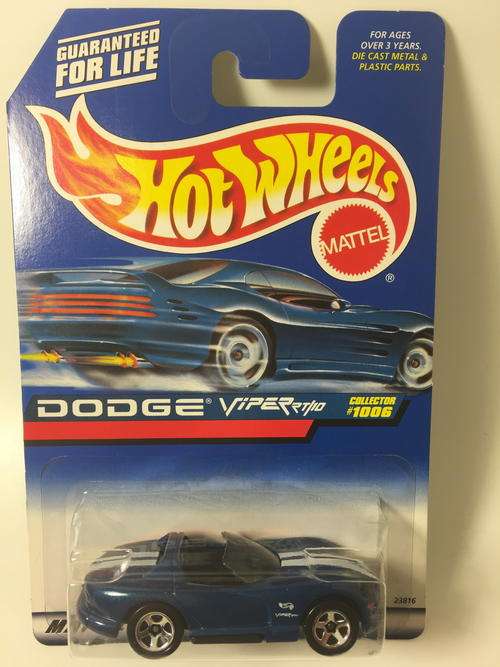 GUARANTEED
FOR LIFE
FOR AGES
OVER 3 YEARS.
DIE CAST METAL &
PLASTIC PARTS.
HOT WHEELS
MATTEL
®
DODGE® VIPER RT/10
COLLECTOR
#1006
23816
VIPER